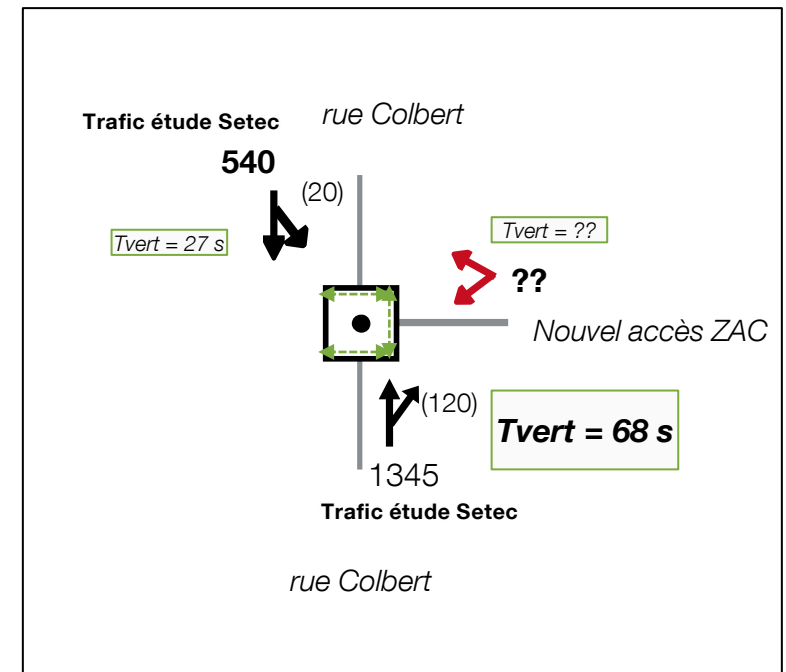 rue Colbert
Trafic étude Setec
540
(20)
Tvert = 27 s
Tvert = ??
??
Nouvel accès ZAC
(120)
Tvert = 68 s
1345
Trafic étude Setec
rue Colbert